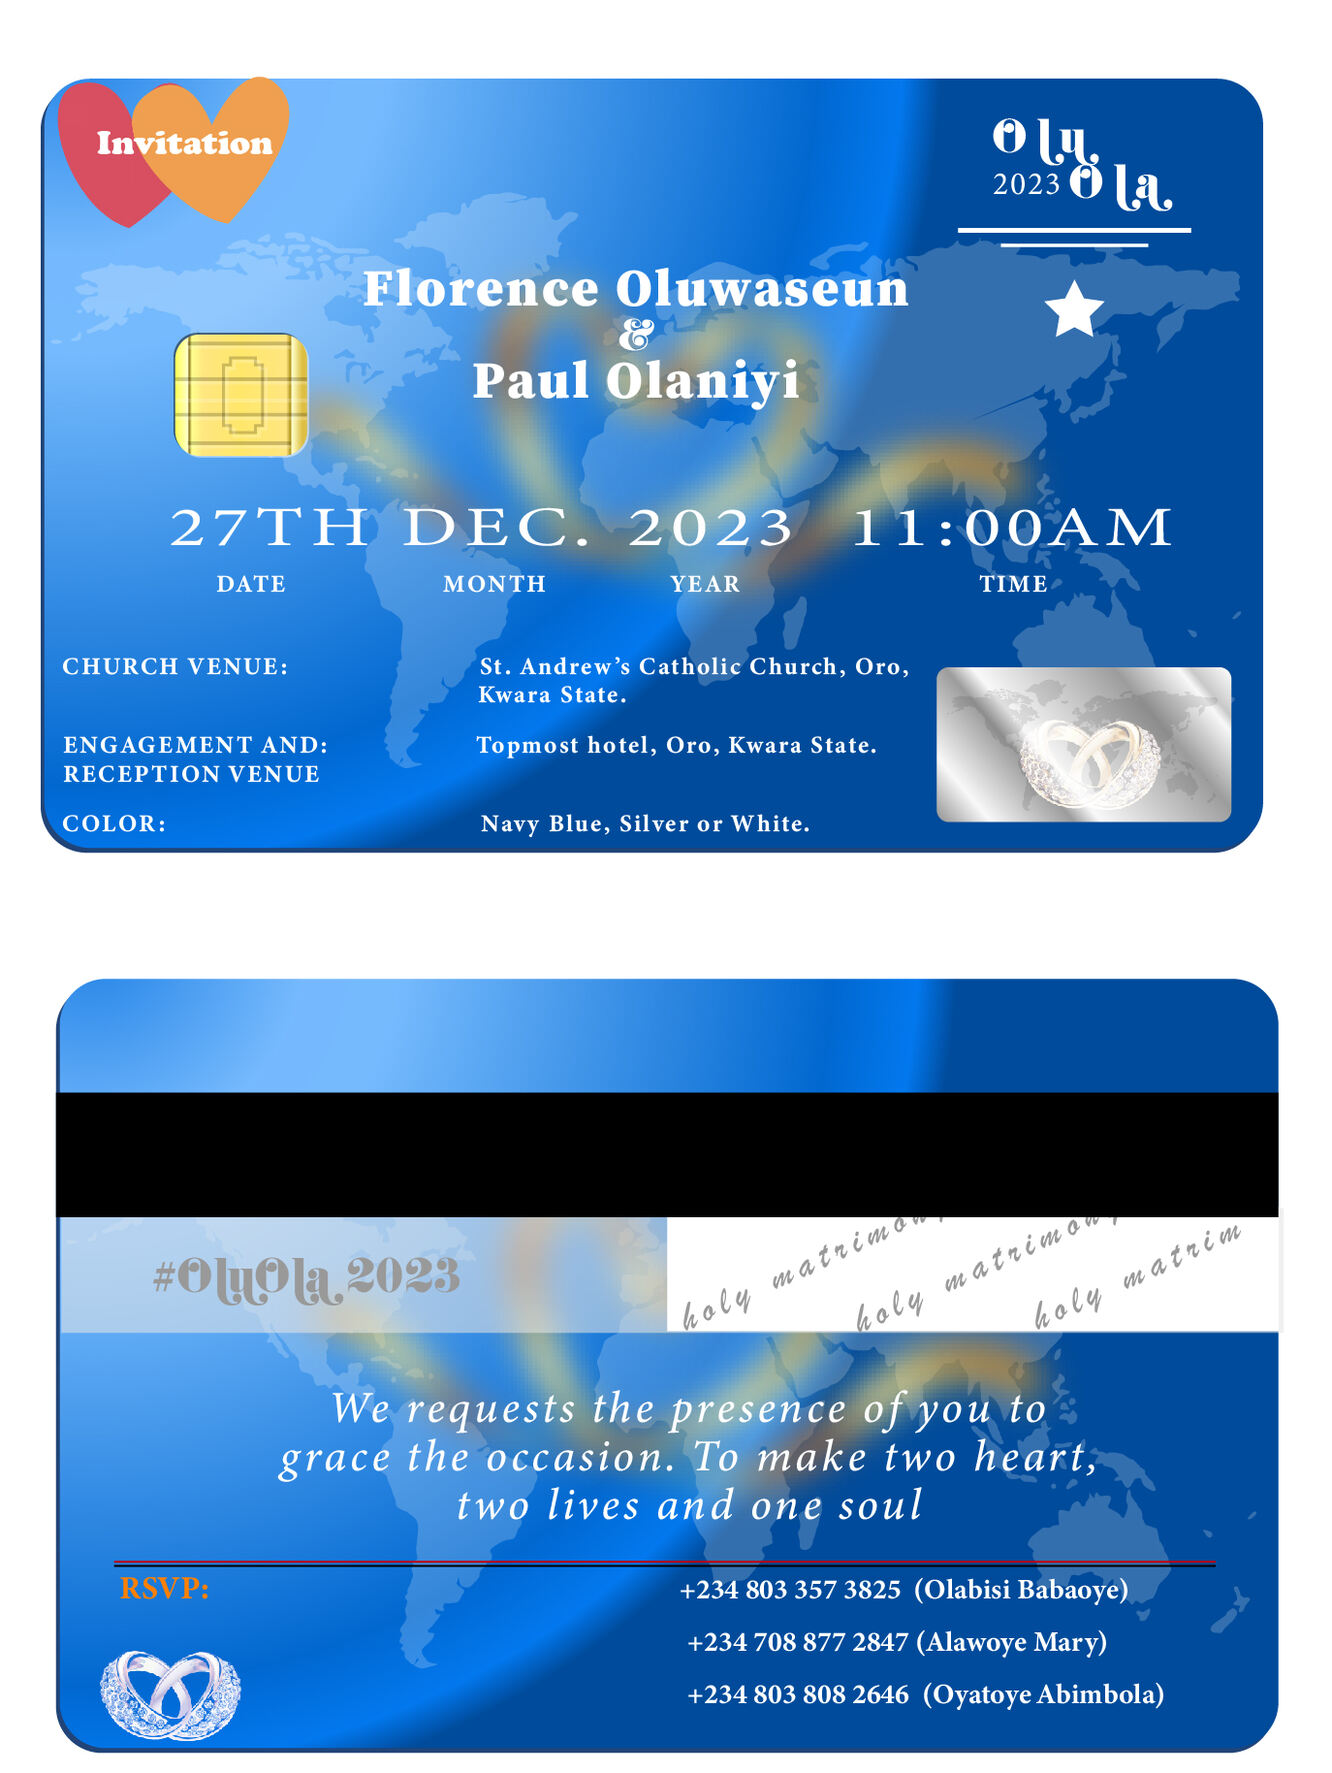 Invitation
Olu
2023 Ola
Florence Oluwaseun
&
Paul Olaniyi
27TH DEC. 2023 11:00AM
DATE MONTH YEAR TIME
CHURCH VENUE: St. Andrew’s Catholic Church, Oro,
Kwara State.
ENGAGEMENT AND: Topmost hotel, Oro, Kwara State.
RECEPTION VENUE
COLOR: Navy Blue, Silver or White.
#OluOla 2023
holy matrimony
holy matrimony
holy matrim
We requests the presence of you to
grace the occasion. To make two heart,
two lives and one soul
RSVP: +234 803 357 3825 (Olabisi Babaoye)
+234 708 877 2847 (Alawoye Mary)
+234 803 808 2646 (Oyatoye Abimbola)